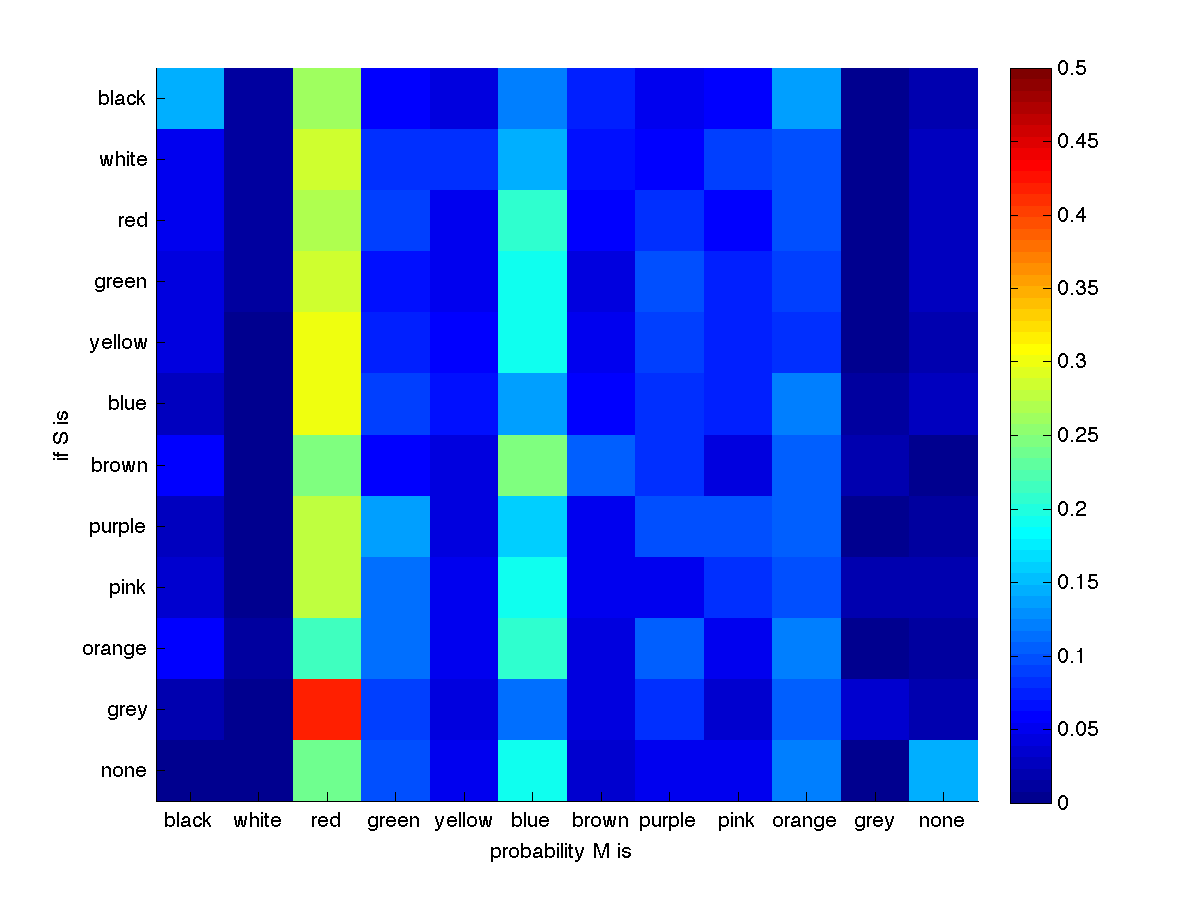 black
white
red
green
yellow
blue
brown
purple
pink
orange
grey
none
if S is
black white red green yellow blue brown purple pink orange grey none
probability M is
0.5
0.45
0.4
0.35
0.3
0.25
0.2
0.15
0.1
0.05
0